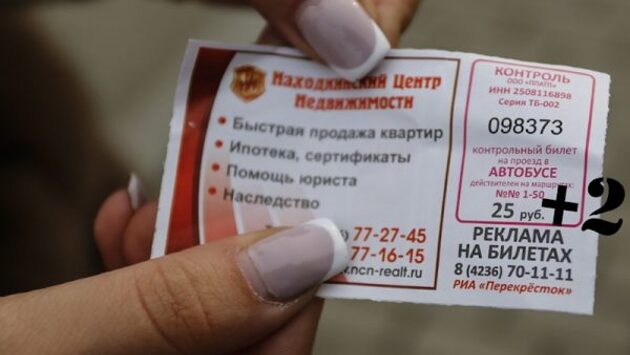 Находкинский Центр
Недвижимости
• Быстрая продажа квартир
• Ипотека, сертификаты
• Помощь юриста
• Наследство
77-27-45
77-16-15
.ncn-realt.ru
КОНТРОЛЬ
ООО «ПЛАТП»
ИНН 2508116898
Серия ТБ-002
098373
контрольный билет
на проезд в
АВТОБУСЕ
действителен на маршрутах:
№№ 1-50
25 руб.
+2
РЕКЛАМА
НА БИЛЕТАХ
8 (4236) 70-11-11
РИА «Перекрёсток»